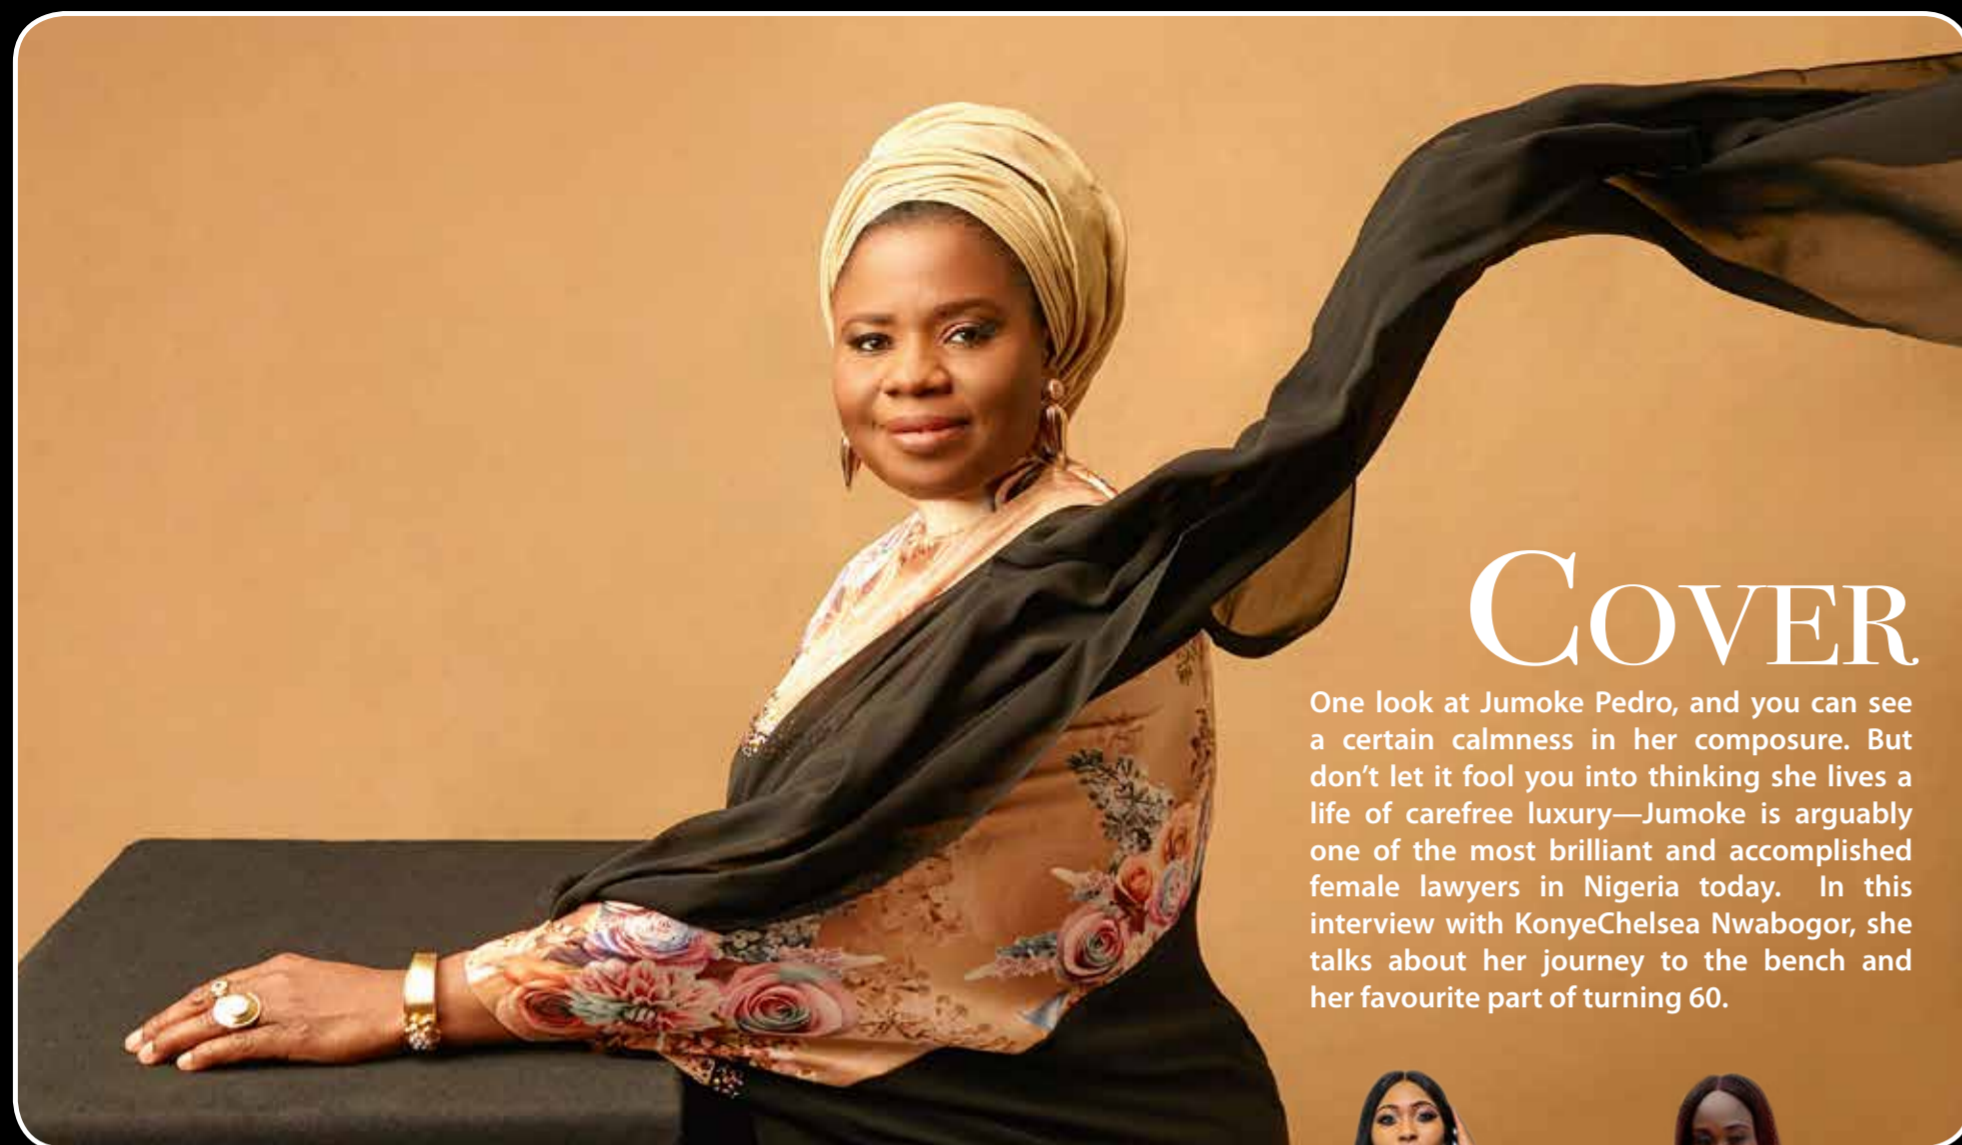 COVER
One look at Jumoke Pedro, and you can see
a certain calmness in her composure. But
don't let it fool you into thinking she lives a
life of carefree luxury—Jumoke is arguably
one of the most brilliant and accomplished
female lawyers in Nigeria today. In this
interview with KonyeChelsea Nwabogor, she
talks about her journey to the bench and
her favourite part of turning 60.